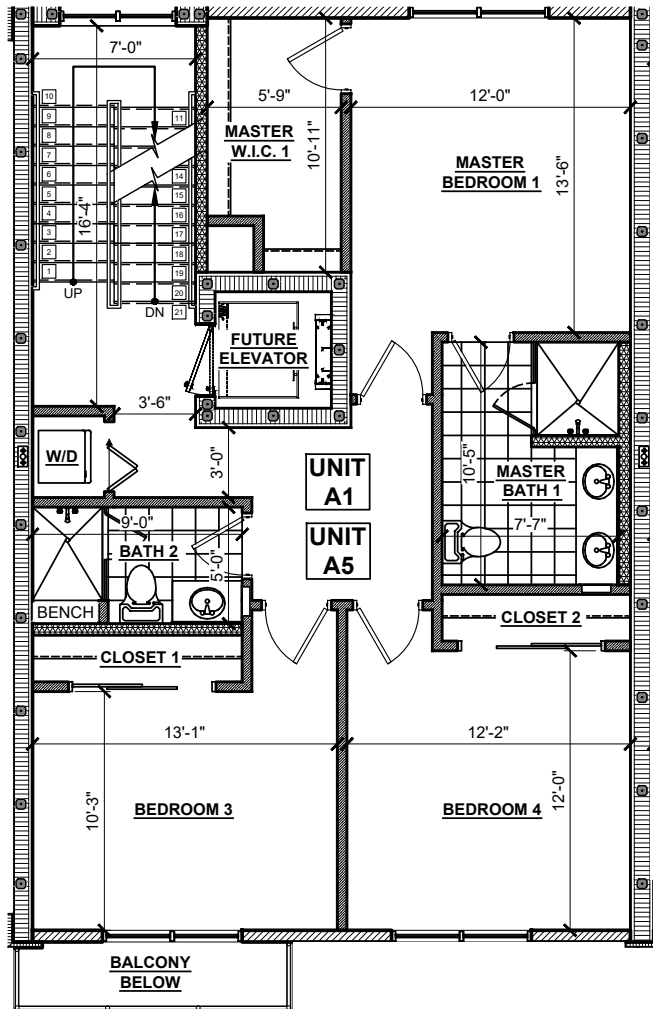 7'-0"
5'-9"
12'-0"
MASTER
W.I.C. 1
10'-11"
MASTER
BEDROOM 1
13'-6"
10
9
8
7
6
5
4
3
2
1
11
14
15
16
17
18
19
20
21
16'-4"
UP
DN
FUTURE
ELEVATOR
3'-6"
W/D
3'-0"
UNIT
A1
UNIT
A5
10'-5"
MASTER
BATH 1
7'-7"
9'-0"
BATH 2
5'-0"
BENCH
CLOSET 1
CLOSET 2
13'-1"
12'-2"
10'-3"
BEDROOM 3
BEDROOM 4
12'-0"
BALCONY
BELOW